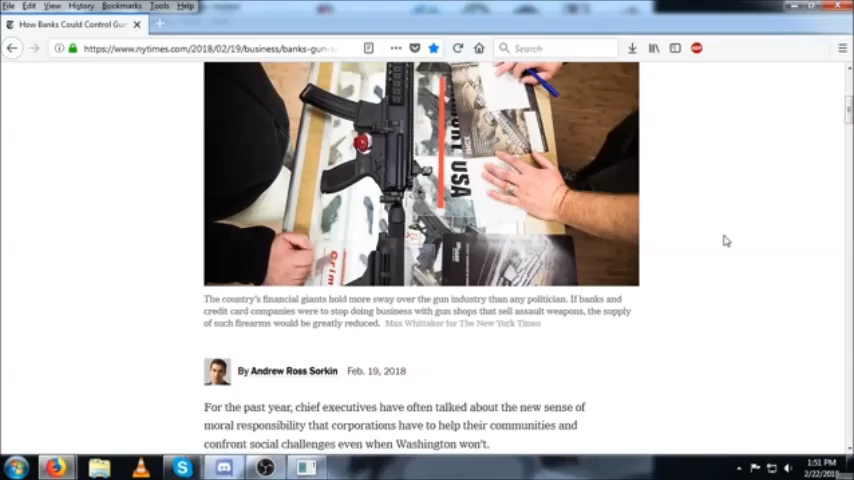 File Edit View History Bookmarks Tools Help
How Banks Could Control Gun
https://www.nytimes.com/2018/02/19/business/banks-gun-
Search
ABP
USA
The country's financial giants hold more sway over the gun industry than any politician. If banks and
credit card companies were to stop doing business with gun shops that sell assault weapons, the supply
of such firearms would be greatly reduced. Max Whittaker for The New York Times
By Andrew Ross Sorkin Feb. 19, 2018
For the past year, chief executives have often talked about the new sense of
moral responsibility that corporations have to help their communities and
confront social challenges even when Washington won't.
1:51 PM
2/22/2018